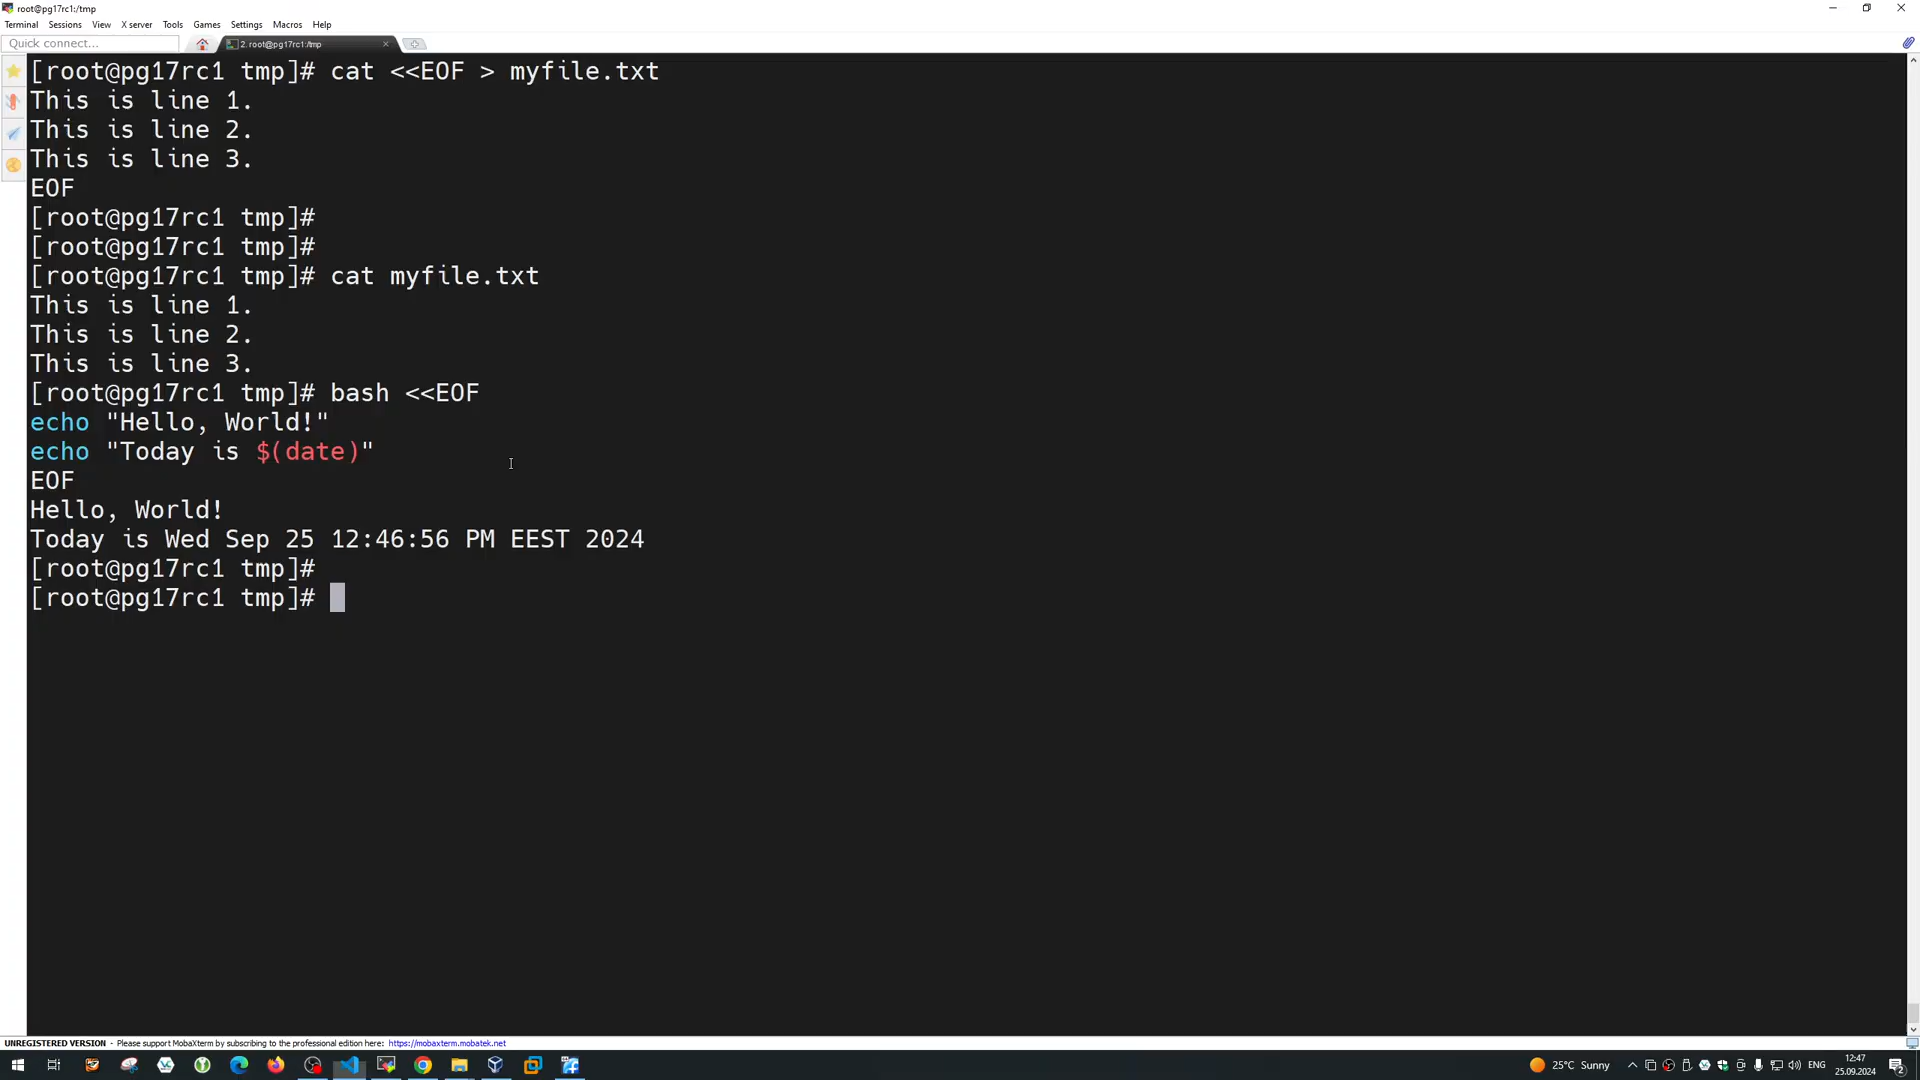 root@pg17rc1:/tmp
Terminal Sessions View X server Tools Games Settings Macros Help
Quick connect... 2. root@pg17rc1:/tmp
[root@pg17rc1 tmp]# cat <<EOF > myfile.txt
This is line 1.
This is line 2.
This is line 3.
EOF
[root@pg17rc1 tmp]#
[root@pg17rc1 tmp]#
[root@pg17rc1 tmp]# cat myfile.txt
This is line 1.
This is line 2.
This is line 3.
[root@pg17rc1 tmp]# bash <<EOF
echo "Hello, World!"
echo "Today is $(date)"
EOF
Hello, World!
Today is Wed Sep 25 12:46:56 PM EEST 2024
[root@pg17rc1 tmp]#
[root@pg17rc1 tmp]#
UNREGISTERED VERSION - Please support MobaXterm by subscribing to the professional edition here: https://mobaxterm.mobatek.net
25°C Sunny ENG 12:47
25.09.2024
2